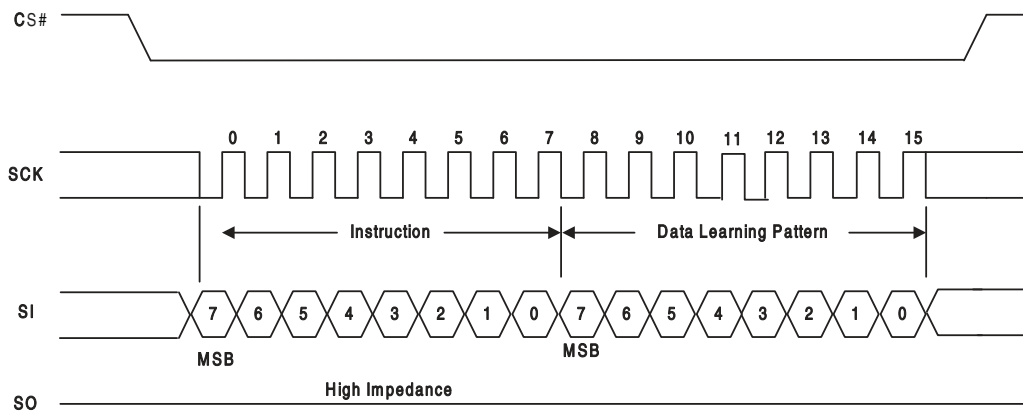 CS#
0 1 2 3 4 5 6 7 8 9 10 11 12 13 14 15
SCK
Instruction Data Learning Pattern
SI 7 6 5 4 3 2 1 0 7 6 5 4 3 2 1 0
MSB MSB
High Impedance
SO